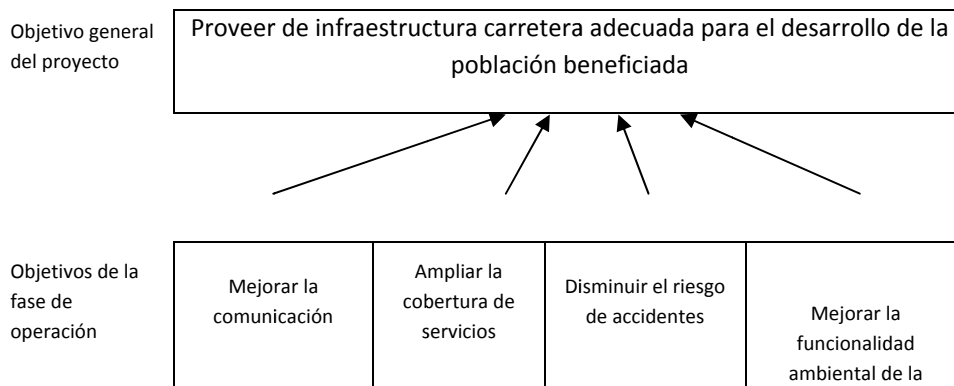 Objetivo general
del proyecto
Proveer de infraestructura carretera adecuada para el desarrollo de la
población beneficiada
Objetivos de la
fase de
operación
Mejorar la
comunicación
Ampliar la
cobertura de
servicios
Disminuir el riesgo
de accidentes
Mejorar la
funcionalidad
ambiental de la